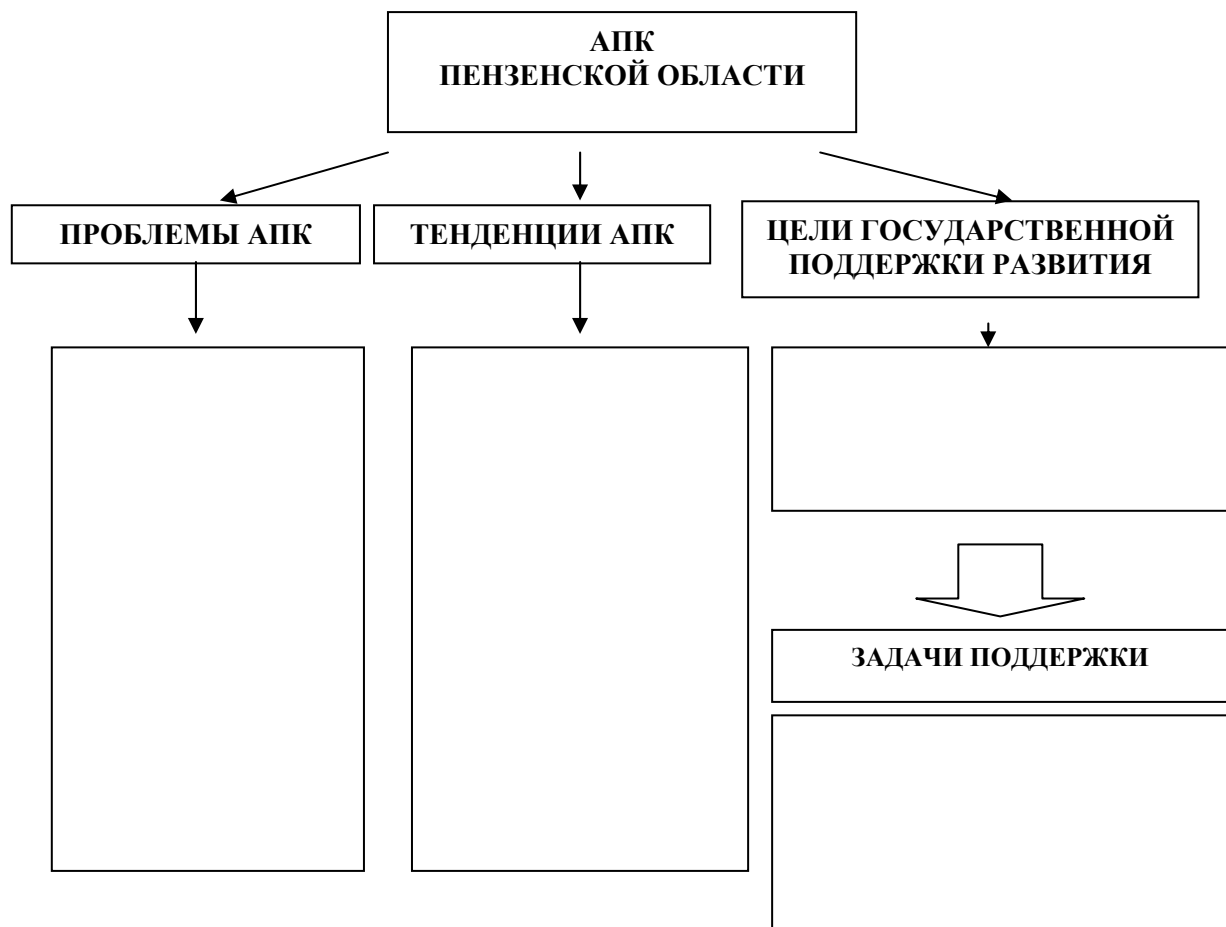 АПК
ПЕНЗЕНСКОЙ ОБЛАСТИ
ПРОБЛЕМЫ АПК
ТЕНДЕНЦИИ АПК
ЦЕЛИ ГОСУДАРСТВЕННОЙ
ПОДДЕРЖКИ РАЗВИТИЯ
ЗАДАЧИ ПОДДЕРЖКИ